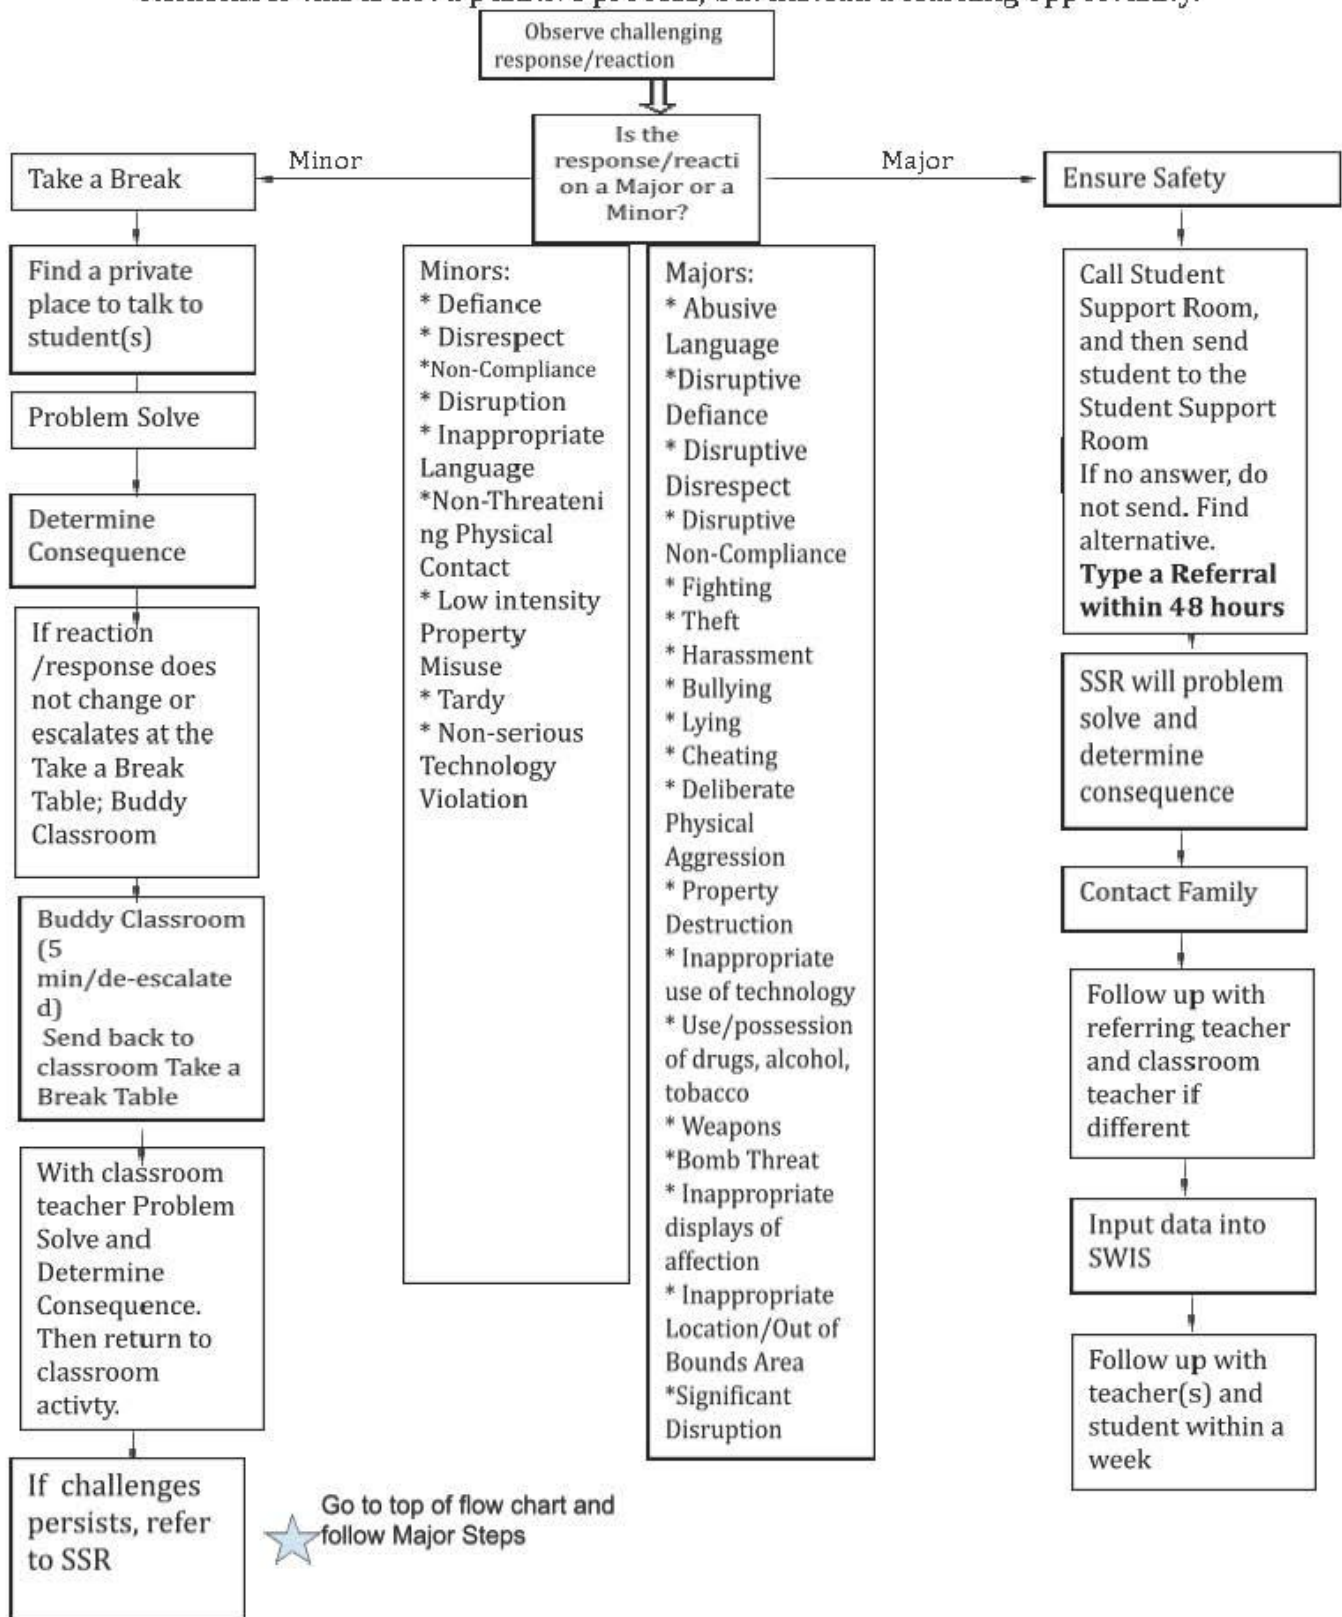 Observe challenging
response/reaction
Is the
response/reacti
on a Major or a
Minor?
Minor
Major
Take a Break
Find a private
place to talk to
student(s)
Problem Solve
Determine
Consequence
If reaction
/response does
not change or
escalates at the
Take a Break
Table; Buddy
Classroom
Buddy Classroom
(5
min/de-escalate
d)
Send back to
classroom Take a
Break Table
With classroom
teacher Problem
Solve and
Determine
Consequence.
Then return to
classroom
activty.
If challenges
persists, refer
to SSR
Go to top of flow chart and
follow Major Steps
Minors:
* Defiance
* Disrespect
*Non-Compliance
* Disruption
* Inappropriate
Language
*Non-Threateni
ng Physical
Contact
* Low intensity
Property
Misuse
* Tardy
* Non-serious
Technology
Violation
Majors:
* Abusive
Language
*Disruptive
Defiance
* Disruptive
Disrespect
* Disruptive
Non-Compliance
* Fighting
* Theft
* Harassment
* Bullying
* Lying
* Cheating
* Deliberate
Physical
Aggression
* Property
Destruction
* Inappropriate
use of technology
* Use/possession
of drugs, alcohol,
tobacco
* Weapons
*Bomb Threat
* Inappropriate
displays of
affection
* Inappropriate
Location/Out of
Bounds Area
*Significant
Disruption
Ensure Safety
Call Student
Support Room,
and then send
student to the
Student Support
Room
If no answer, do
not send. Find
alternative.
Type a Referral
within 48 hours
SSR will problem
solve and
determine
consequence
Contact Family
Follow up with
referring teacher
and classroom
teacher if
different
Input data into
SWIS
Follow up with
teacher(s) and
student within a
week